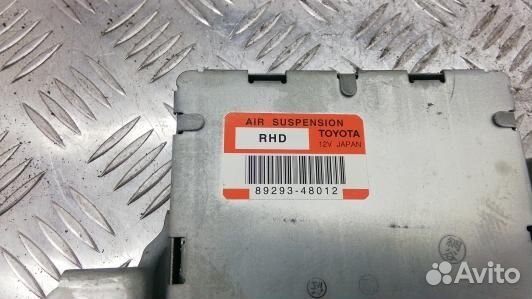 AIR SUSPENSION
RHD TOYOTA
12V JAPAN
89293-48012
Avito